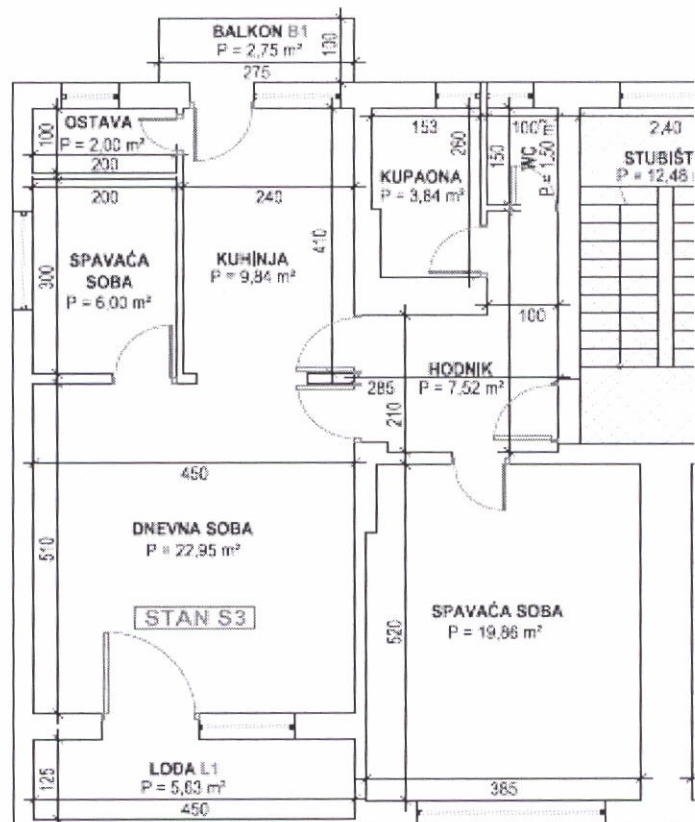 BALKON B1
P = 2,75 m²
275
100
OSTAVA
P = 2,00 m²
200
100
200
240
153
260
100
150
WC
P = 1,50 m²
2,40
STUBIŠT
P = 12,48
KUPAONA
P = 3,84 m²
SPAVAĆA
SOBA
P = 6,00 m²
300
KUHINJA
P = 9,84 m²
410
100
HODNIK
P = 7,52 m²
285
210
450
DNEVNA SOBA
P = 22,95 m²
510
STAN S3
SPAVAĆA SOBA
P = 19,86 m²
520
LOĐA L1
P = 5,63 m²
125
450
385